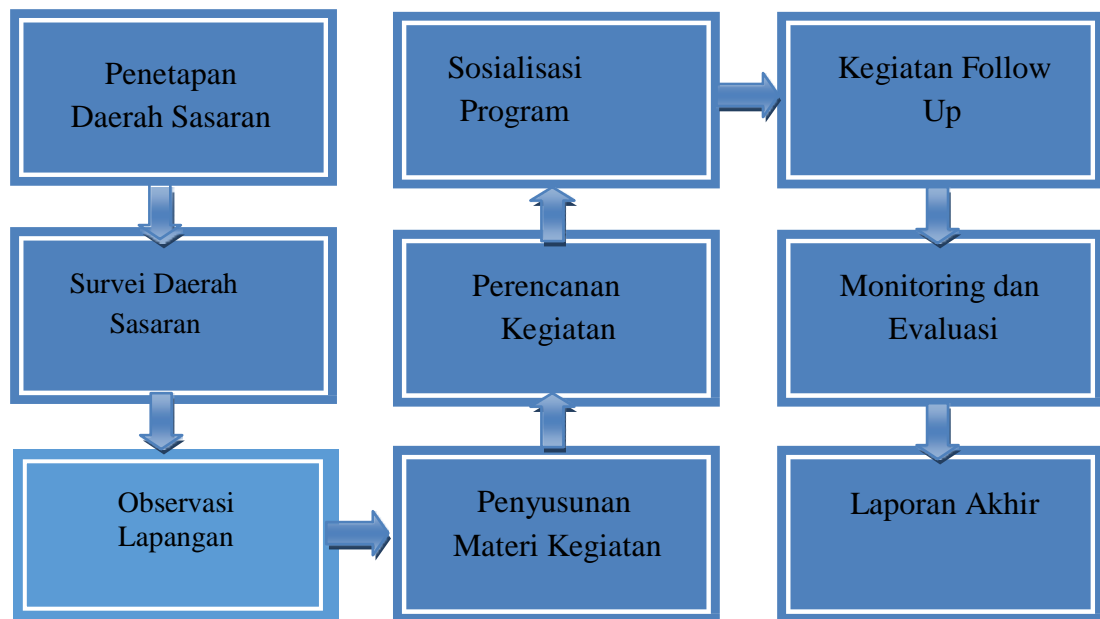 Penetapan
Daerah Sasaran
Survei Daerah
Sasaran
Observasi
Lapangan
Penyusunan
Materi Kegiatan
Perencanan
Kegiatan
Sosialisasi
Program
Kegiatan Follow
Up
Monitoring dan
Evaluasi
Laporan Akhir